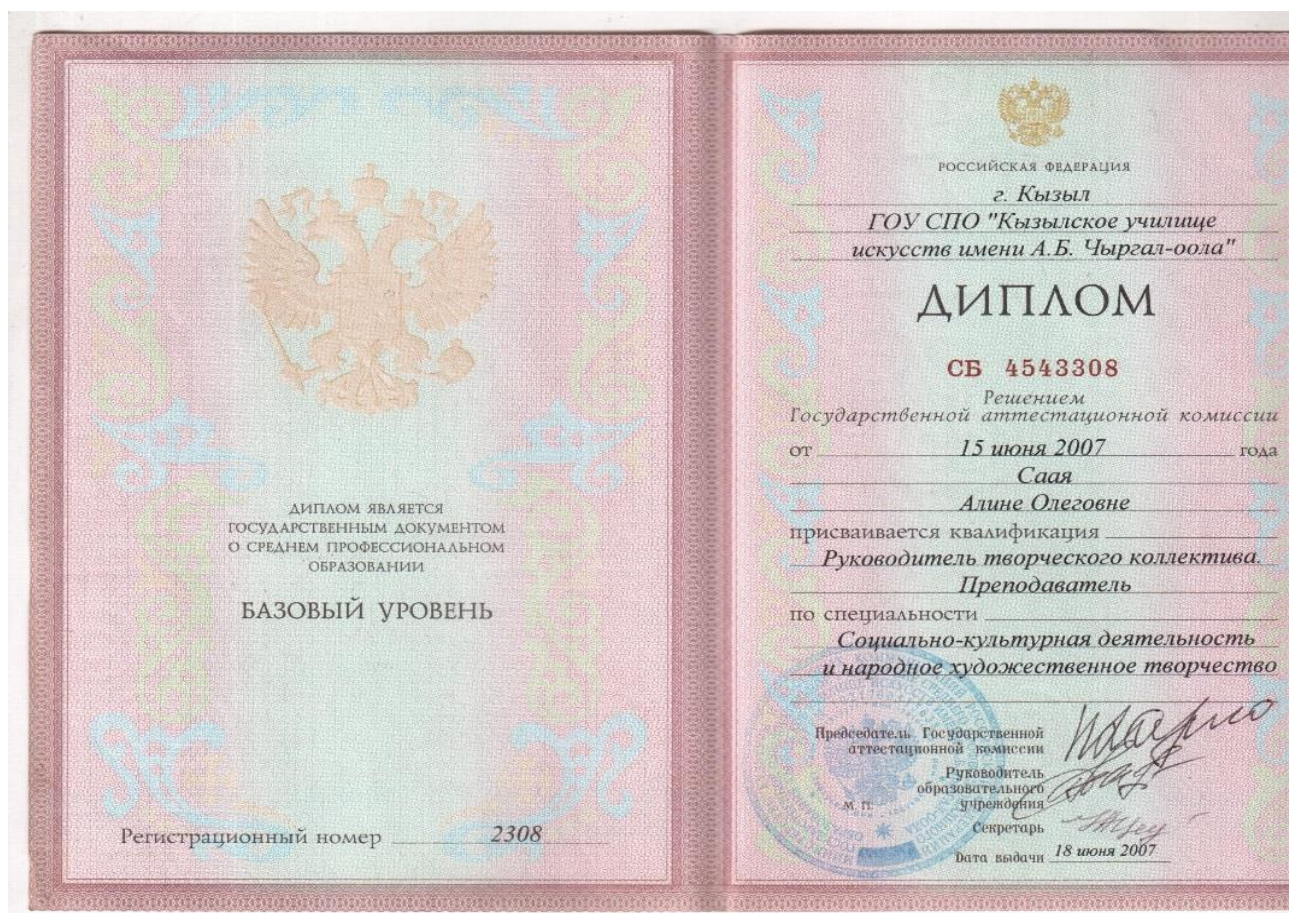 ДИПЛОМ ЯВЛЯЕТСЯ
ГОСУДАРСТВЕННЫМ ДОКУМЕНТОМ
О СРЕДНЕМ ПРОФЕССИОНАЛЬНОМ
ОБРАЗОВАНИИ
БАЗОВЫЙ УРОВЕНЬ
Регистрационный номер 2308
РОССИЙСКАЯ ФЕДЕРАЦИЯ
г. Кызыл
ГОУ СПО "Кызылское училище
искусств имени А.Б. Чыргал-оола"
ДИПЛОМ
СБ 4543308
Решением
Государственной аттестационной комиссии
от 15 июня 2007 года
Саая
Алине Олеговне
присваивается квалификация
Руководитель творческого коллектива.
Преподаватель
по специальности
Социально-культурная деятельность
и народное художественное творчество
Председатель Государственной
аттестационной комиссии
Руководитель
образовательного
М. П. учреждения
Секретарь
Дата выдачи 18 июня 2007